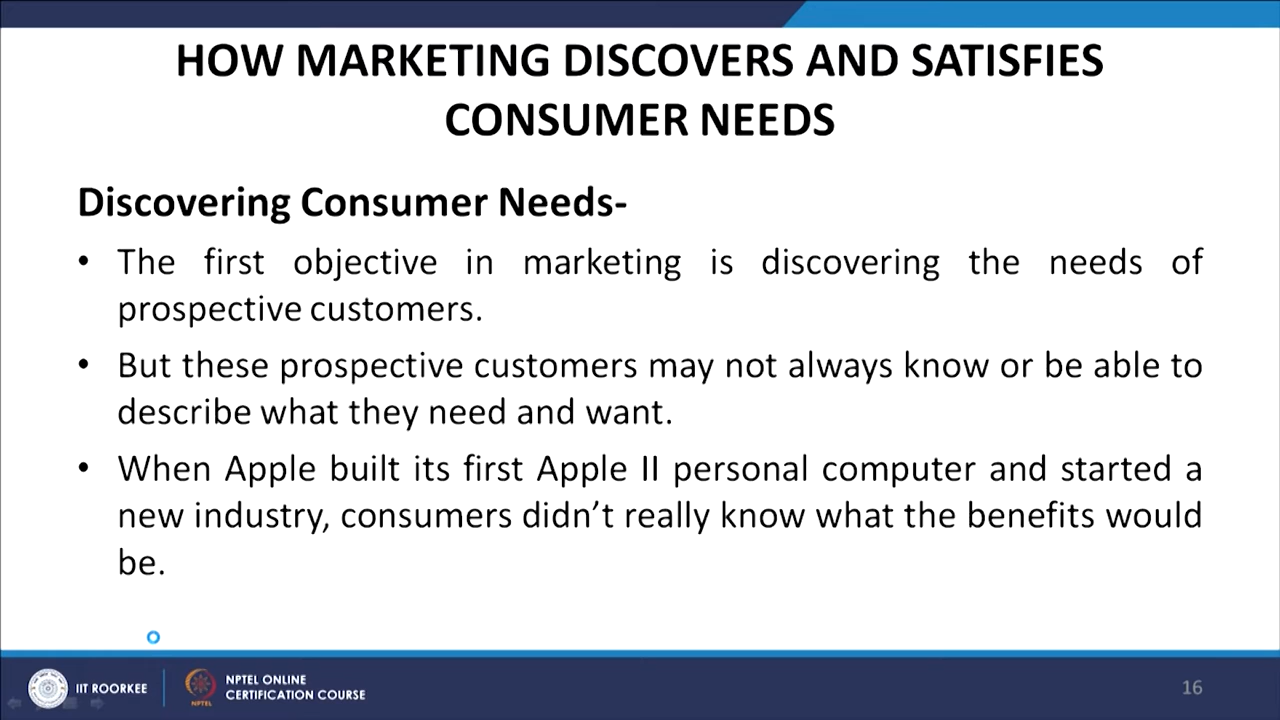 HOW MARKETING DISCOVERS AND SATISFIES
CONSUMER NEEDS
Discovering Consumer Needs-
• The first objective in marketing is discovering the needs of
prospective customers.
• But these prospective customers may not always know or be able to
describe what they need and want.
• When Apple built its first Apple II personal computer and started a
new industry, consumers didn’t really know what the benefits would
be.
IIT ROORKEE
NPTEL
NPTEL ONLINE
CERTIFICATION COURSE
16